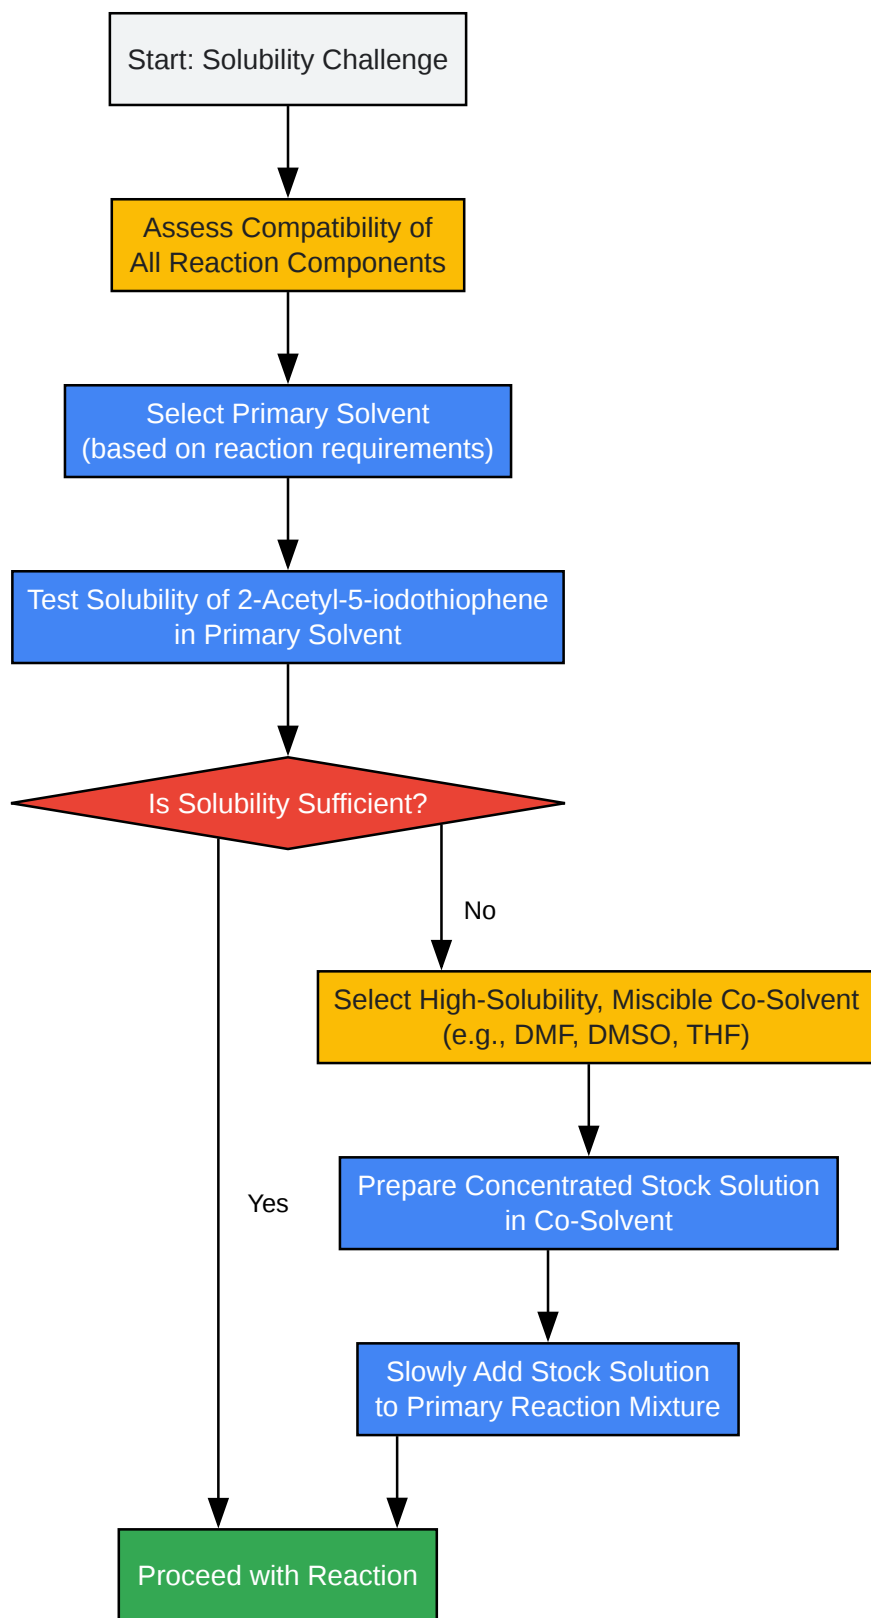 Start: Solubility Challenge
Assess Compatibility of
All Reaction Components
Select Primary Solvent
(based on reaction requirements)
Test Solubility of 2-Acetyl-5-iodothiophene
in Primary Solvent
Is Solubility Sufficient?
No
Select High-Solubility, Miscible Co-Solvent
(e.g., DMF, DMSO, THF)
Prepare Concentrated Stock Solution
in Co-Solvent
Yes
Slowly Add Stock Solution
to Primary Reaction Mixture
Proceed with Reaction